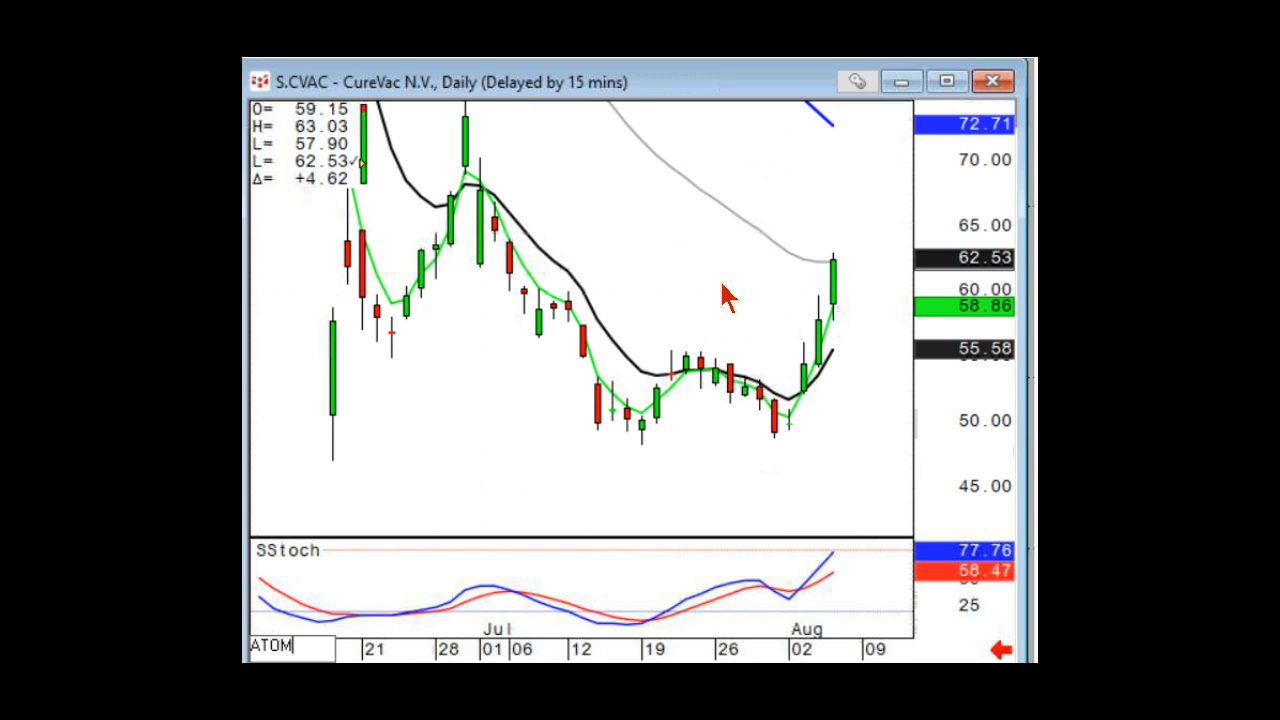 S.CVAC - CureVac N.V., Daily (Delayed by 15 mins)
O= 59.15
H= 63.03
L= 57.90
L= 62.53✓
Δ= +4.62
72.71
70.00
65.00
62.53
60.00
58.86
55.58
50.00
45.00
SStoch
77.76
58.47
25
Jul
Aug
ATOM
21 28 01 06 12 19 26 02 09